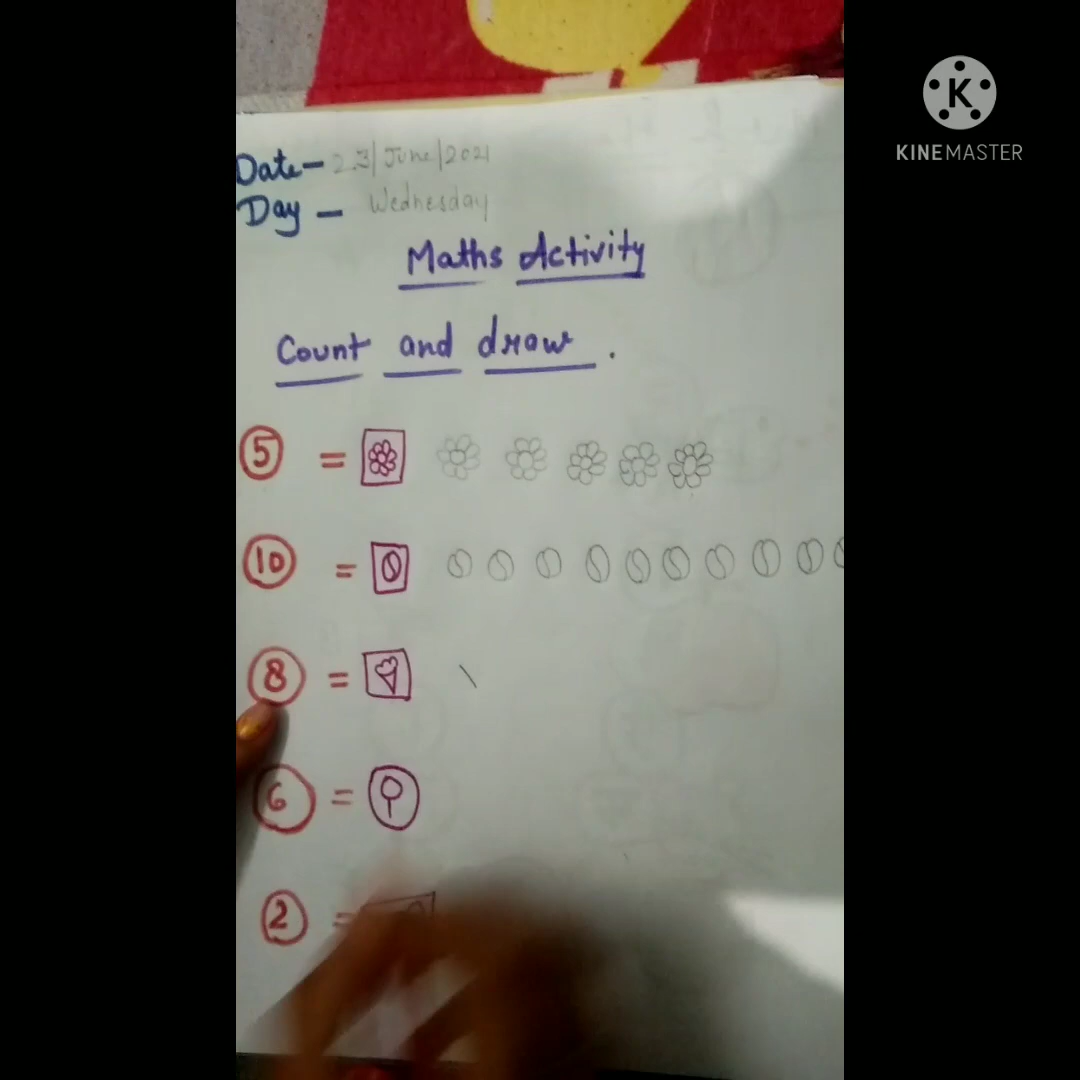 Date- 23/June/2021
Day - Wednesday
Maths Activity
Count and draw.
5 =
10 =
8 =
6 =
2 =
K
KINEMASTER